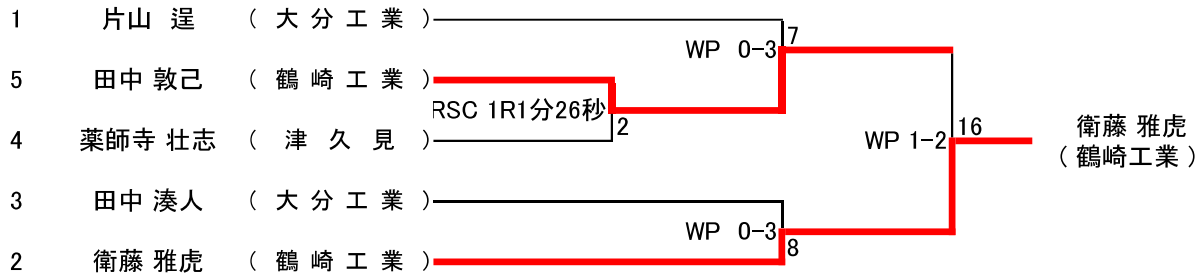 1 片山 逞 ( 大 分 工 業 )
7
WP 0-3
5 田中 敦己 ( 鶴 崎 工 業 )
RSC 1R1分26秒
2
4 薬師寺 壮志 ( 津 久 見 )
WP 1-2
16
衛藤 雅虎
( 鶴崎工業 )
3 田中 湊人 ( 大 分 工 業 )
WP 0-3
8
2 衛藤 雅虎 ( 鶴 崎 工 業 )